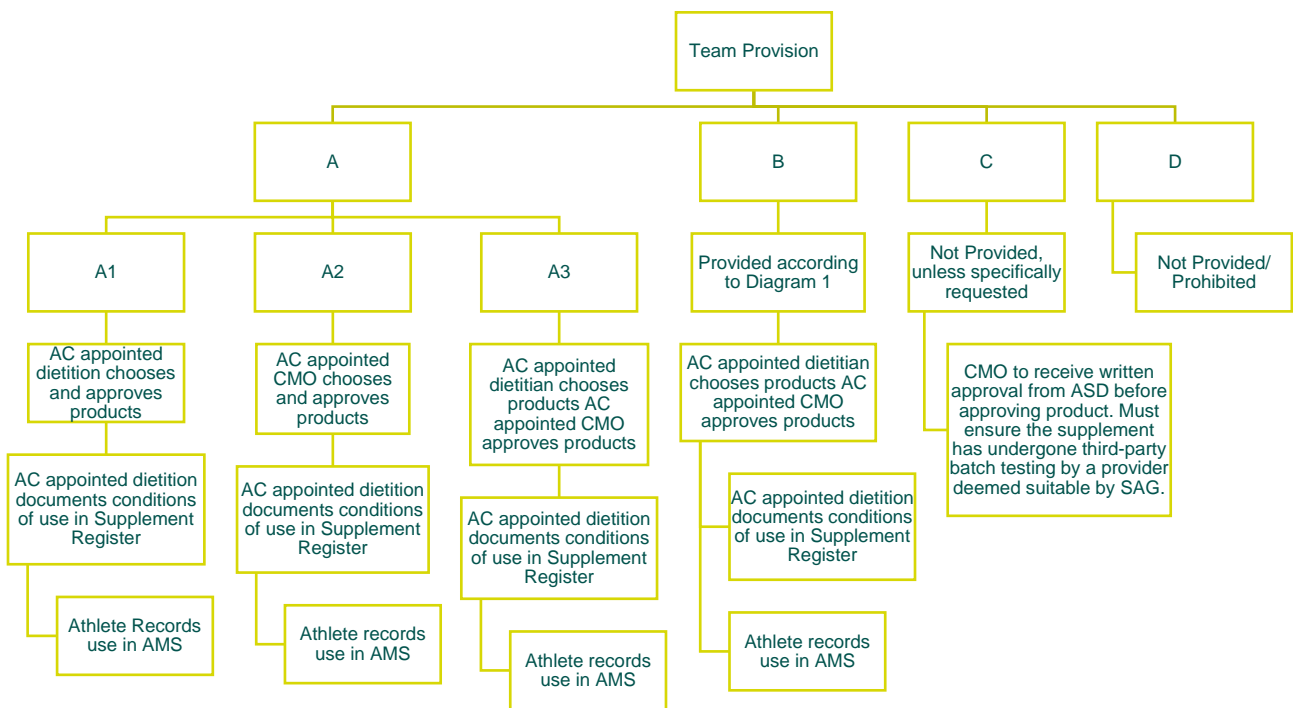 Team Provision
A
B
C
D
A1
A2
A3
Provided according
to Diagram 1
Not Provided,
unless specifically
requested
Not Provided/
Prohibited
AC appointed
dietition chooses
and approves
products
AC appointed
CMO chooses
and approves
products
AC appointed
dietitian chooses
products AC
appointed CMO
approves products
AC appointed dietitian
chooses products AC
appointed CMO
approves products
CMO to receive written
approval from ASD before
approving product. Must
ensure the supplement
has undergone third-party
batch testing by a provider
deemed suitable by SAG.
AC appointed dietition
documents conditions
of use in Supplement
Register
AC appointed dietition
documents conditions
of use in Supplement
Register
AC appointed dietition
documents conditions
of use in Supplement
Register
AC appointed dietition
documents conditions
of use in Supplement
Register
Athlete Records
use in AMS
Athlete records
use in AMS
Athlete records
use in AMS
Athlete records
use in AMS